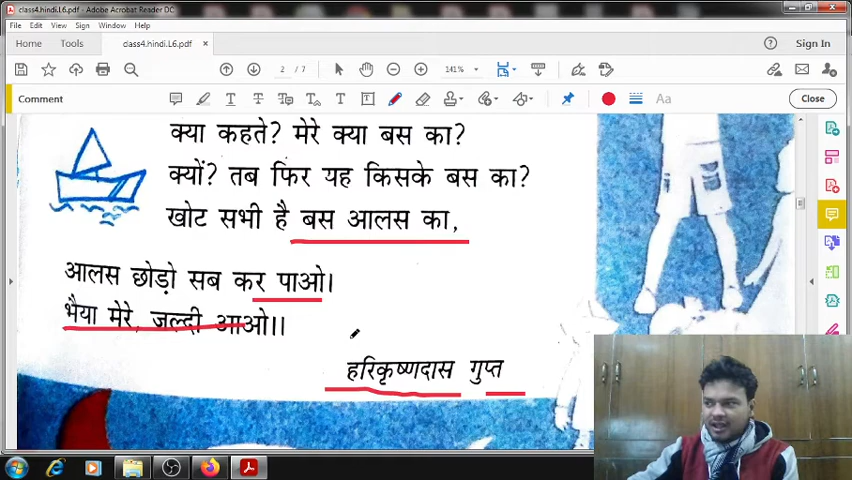 class4.hindi.L6.pdf - Adobe Acrobat Reader DC
File Edit View Sign Window Help
Home Tools class4.hindi.L6.pdf × Sign In
2 / 7 141%
Comment Close
क्या कहते? मेरे क्या बस का?
क्यों? तब फिर यह किसके बस का?
खोट सभी है बस आलस का,
आलस छोड़ो सब कर पाओ।
भैया मेरे, जल्दी आओ।।
हरिकृष्णदास गुप्त